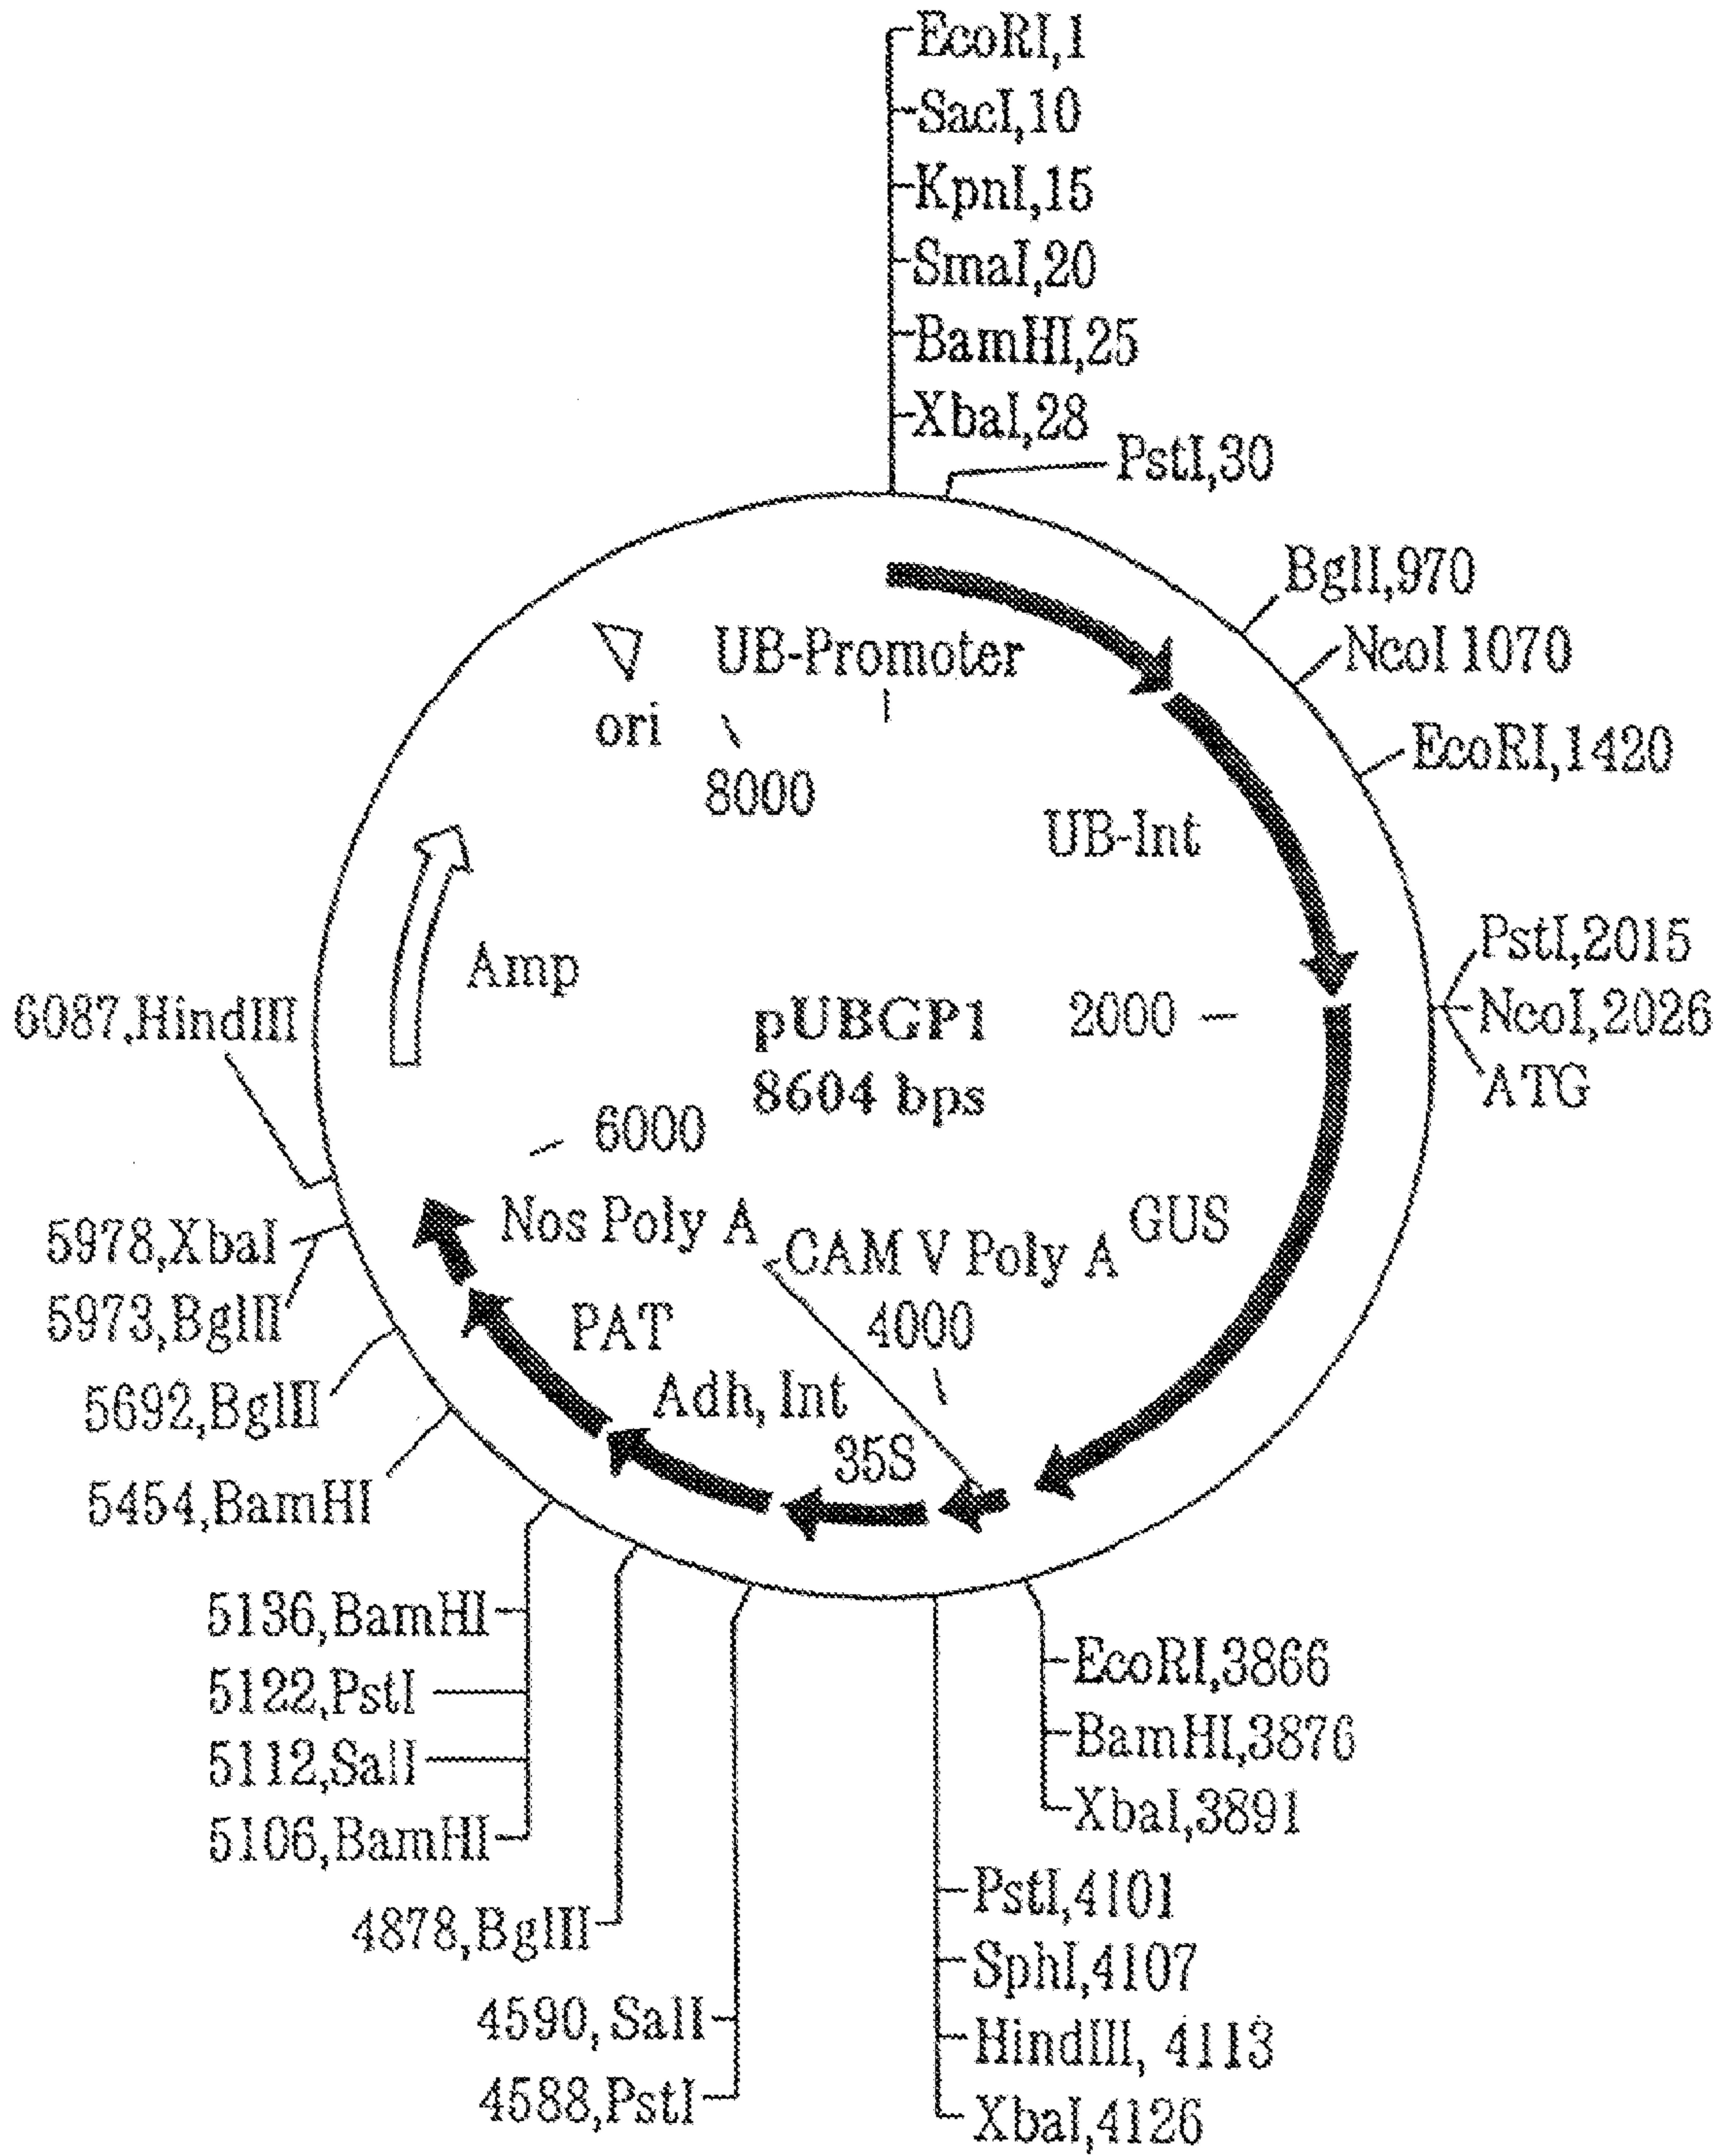 EcoRI,1
SacI,10
KpnI,15
SmaI,20
BamHI,25
XbaI,28
PstI,30
BglI,970
NcoI 1070
EcoRI,1420
PstI,2015
NcoI,2026
ATG
UB-Promoter
ori
8000
UB-Int
Amp
pUBGP1
8604 bps
2000
6000
Nos Poly A
CAM V Poly A
GUS
PAT
4000
Adh, Int
35S
6087,HindIII
5978,XbaI
5973,BglII
5692,BglII
5454,BamHI
5136,BamHI
5122,PstI
5112,SalI
5106,BamHI
4878,BglII
4590,SalI
4588,PstI
EcoRI,3866
BamHI,3876
XbaI,3891
PstI,4101
SphI,4107
HindIII, 4113
XbaI,4126